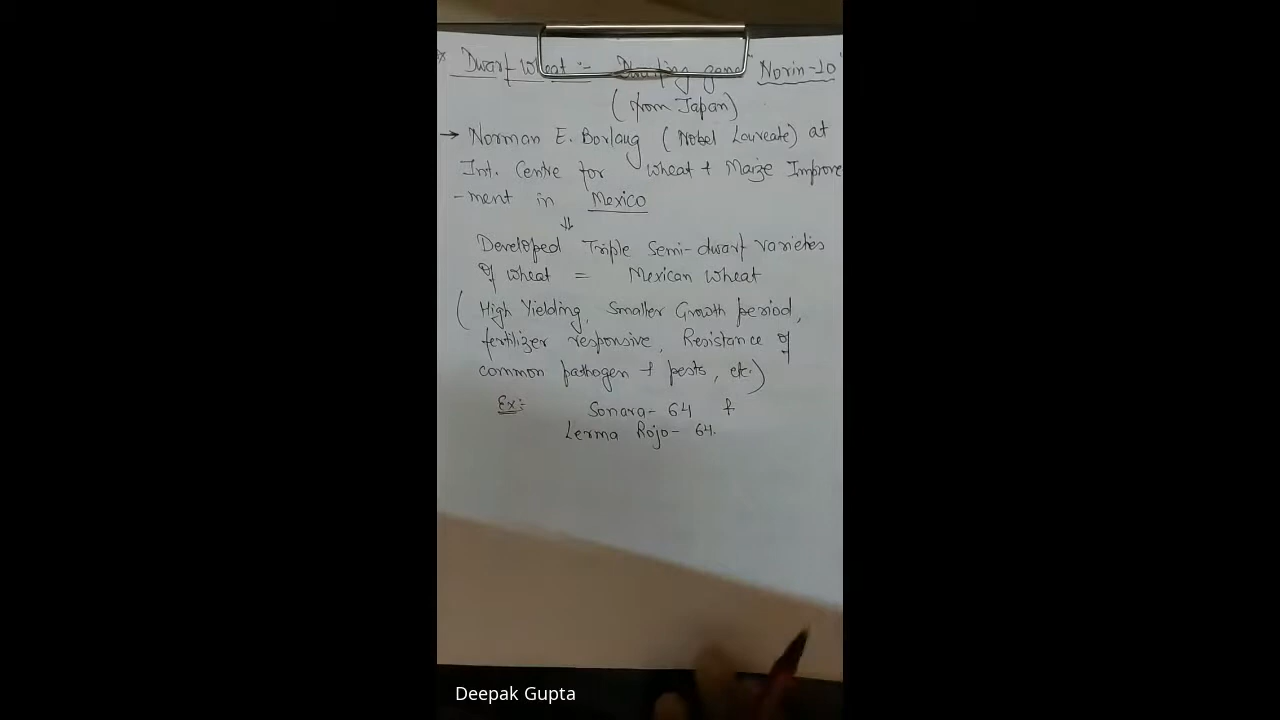 * Dwarf Wheat :- Dwarfing gene "Norin-10"
(from Japan)
→ Norman E. Borlaug (Nobel Laureate) at
Int. Centre for Wheat + Maize Improve
-ment in Mexico
⇓
Developed Triple Semi-dwarf varieties
of wheat = Mexican Wheat
(High Yielding, Smaller Growth period,
fertilizer responsive, Resistance of
common pathogen + pests, etc.)
Ex:- Sonara- 64 &
Lerma Rojo- 64.
Deepak Gupta